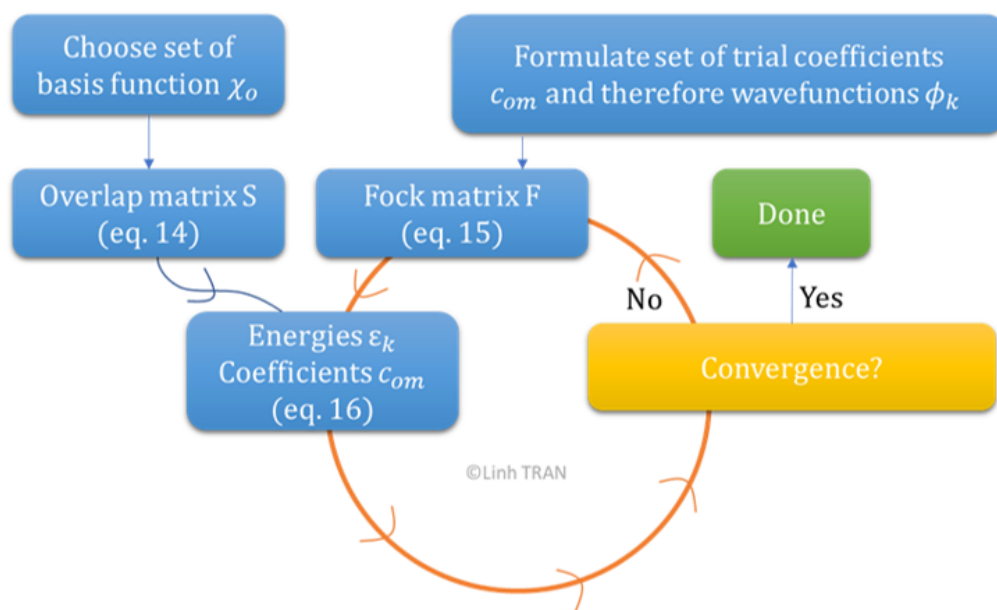 Choose set of
basis function χₒ
Formulate set of trial coefficients
cₒₘ and therefore wavefunctions ϕₖ
Overlap matrix S
(eq. 14)
Fock matrix F
(eq. 15)
Done
No
Yes
Energies εₖ
Coefficients cₒₘ
(eq. 16)
Convergence?
©Linh TRAN